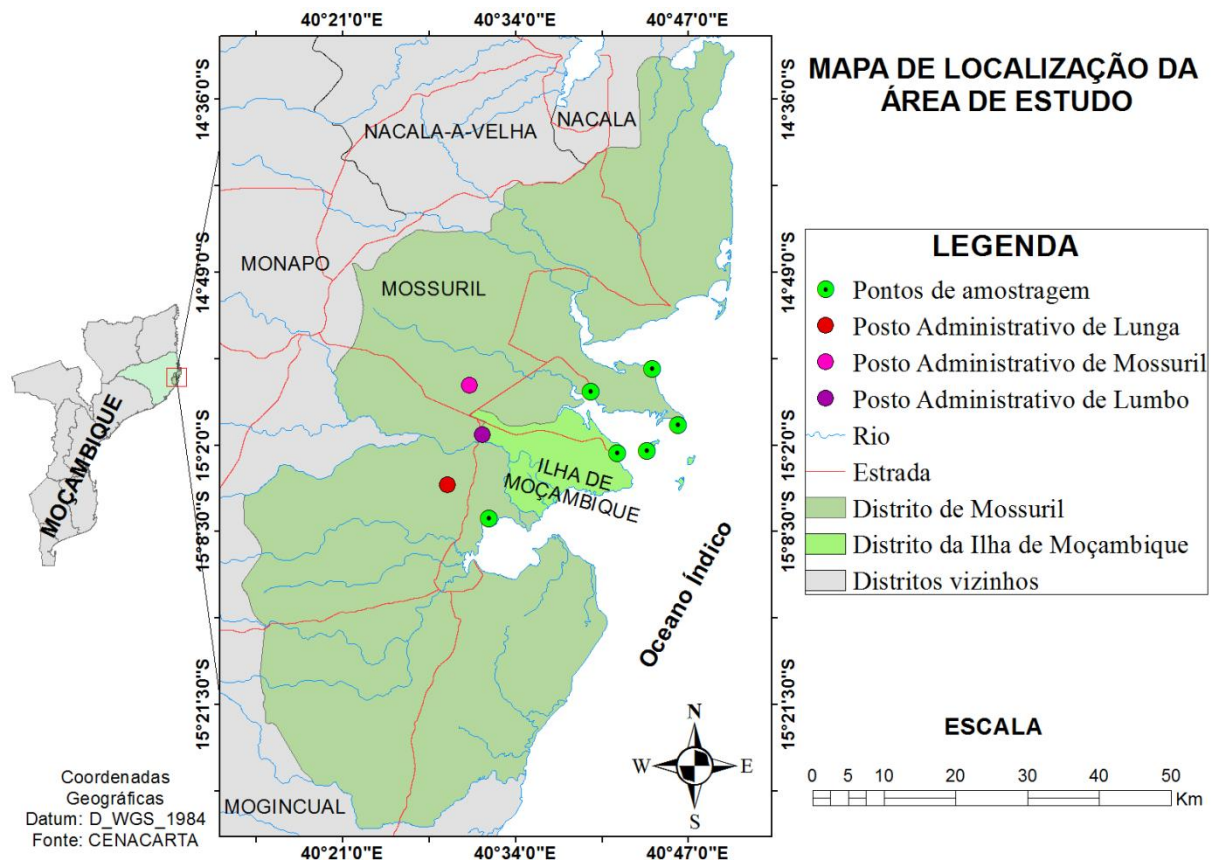 40°21'0"E
40°34'0"E
40°47'0"E
MAPA DE LOCALIZAÇÃO DA
ÁREA DE ESTUDO
14°36'0"S
14°36'0"S
NACALA-A-VELHA
NACALA
MONAPO
MOSSURIL
14°49'0"S
14°49'0"S
LEGENDA
Pontos de amostragem
Posto Administrativo de Lunga
Posto Administrativo de Mossuril
Posto Administrativo de Lumbo
Rio
Estrada
Distrito de Mossuril
Distrito da Ilha de Moçambique
Distritos vizinhos
MOÇAMBIQUE
15°2'0"S
15°2'0"S
ILHA DE
MOÇAMBIQUE
15°8'30"S
15°8'30"S
Oceano Índico
15°21'30"S
15°21'30"S
N
W
E
S
ESCALA
0 5 10 20 30 40 50
Km
MOGINCUAL
Coordenadas
Geográficas
Datum: D_WGS_1984
Fonte: CENACARTA
40°21'0"E
40°34'0"E
40°47'0"E